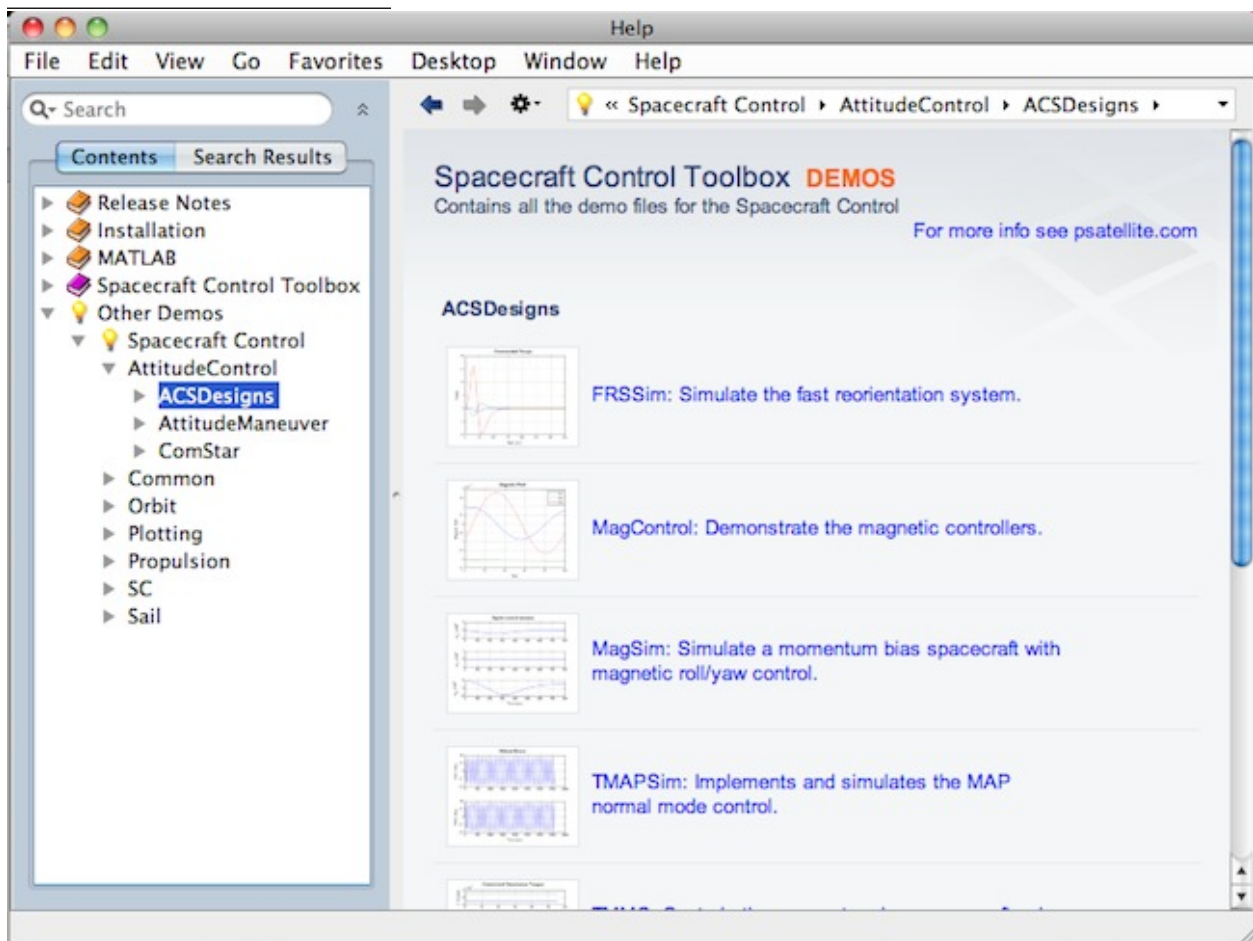 Help
File Edit View Go Favorites Desktop Window Help
Search
« Spacecraft Control ▸ AttitudeControl ▸ ACSDesigns ▸
Contents Search Results
Release Notes
Installation
MATLAB
Spacecraft Control Toolbox
Other Demos
Spacecraft Control
AttitudeControl
ACSDesigns
AttitudeManeuver
ComStar
Common
Orbit
Plotting
Propulsion
SC
Sail
Spacecraft Control Toolbox DEMOS
Contains all the demo files for the Spacecraft Control
For more info see psatellite.com
ACSDesigns
FRSSim: Simulate the fast reorientation system.
MagControl: Demonstrate the magnetic controllers.
MagSim: Simulate a momentum bias spacecraft with
magnetic roll/yaw control.
TMAPSim: Implements and simulates the MAP
normal mode control.